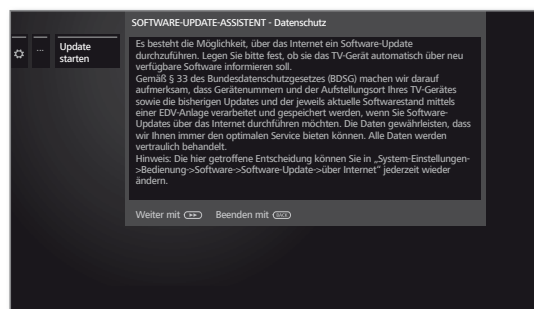 SOFTWARE-UPDATE-ASSISTENT - Datenschutz
...
Update
starten
Es besteht die Möglichkeit, über das Internet ein Software-Update
durchzuführen. Legen Sie bitte fest, ob sie das TV-Gerät automatisch über neu
verfügbare Software informieren soll.
Gemäß § 33 des Bundesdatenschutzgesetzes (BDSG) machen wir darauf
aufmerksam, dass Gerätenummern und der Aufstellungsort Ihres TV-Gerätes
sowie die bisherigen Updates und der jeweils aktuelle Softwarestand mittels
einer EDV-Anlage verarbeitet und gespeichert werden, wenn Sie Software-
Updates über das Internet durchführen möchten. Die Daten gewährleisten, dass
wir Ihnen immer den optimalen Service bieten können. Alle Daten werden
vertraulich behandelt.
Hinweis: Die hier getroffene Entscheidung können Sie in „System-Einstellungen-
>Bedienung->Software->Software-Update->über Internet" jederzeit wieder
ändern.
Weiter mit Beenden mit BACK